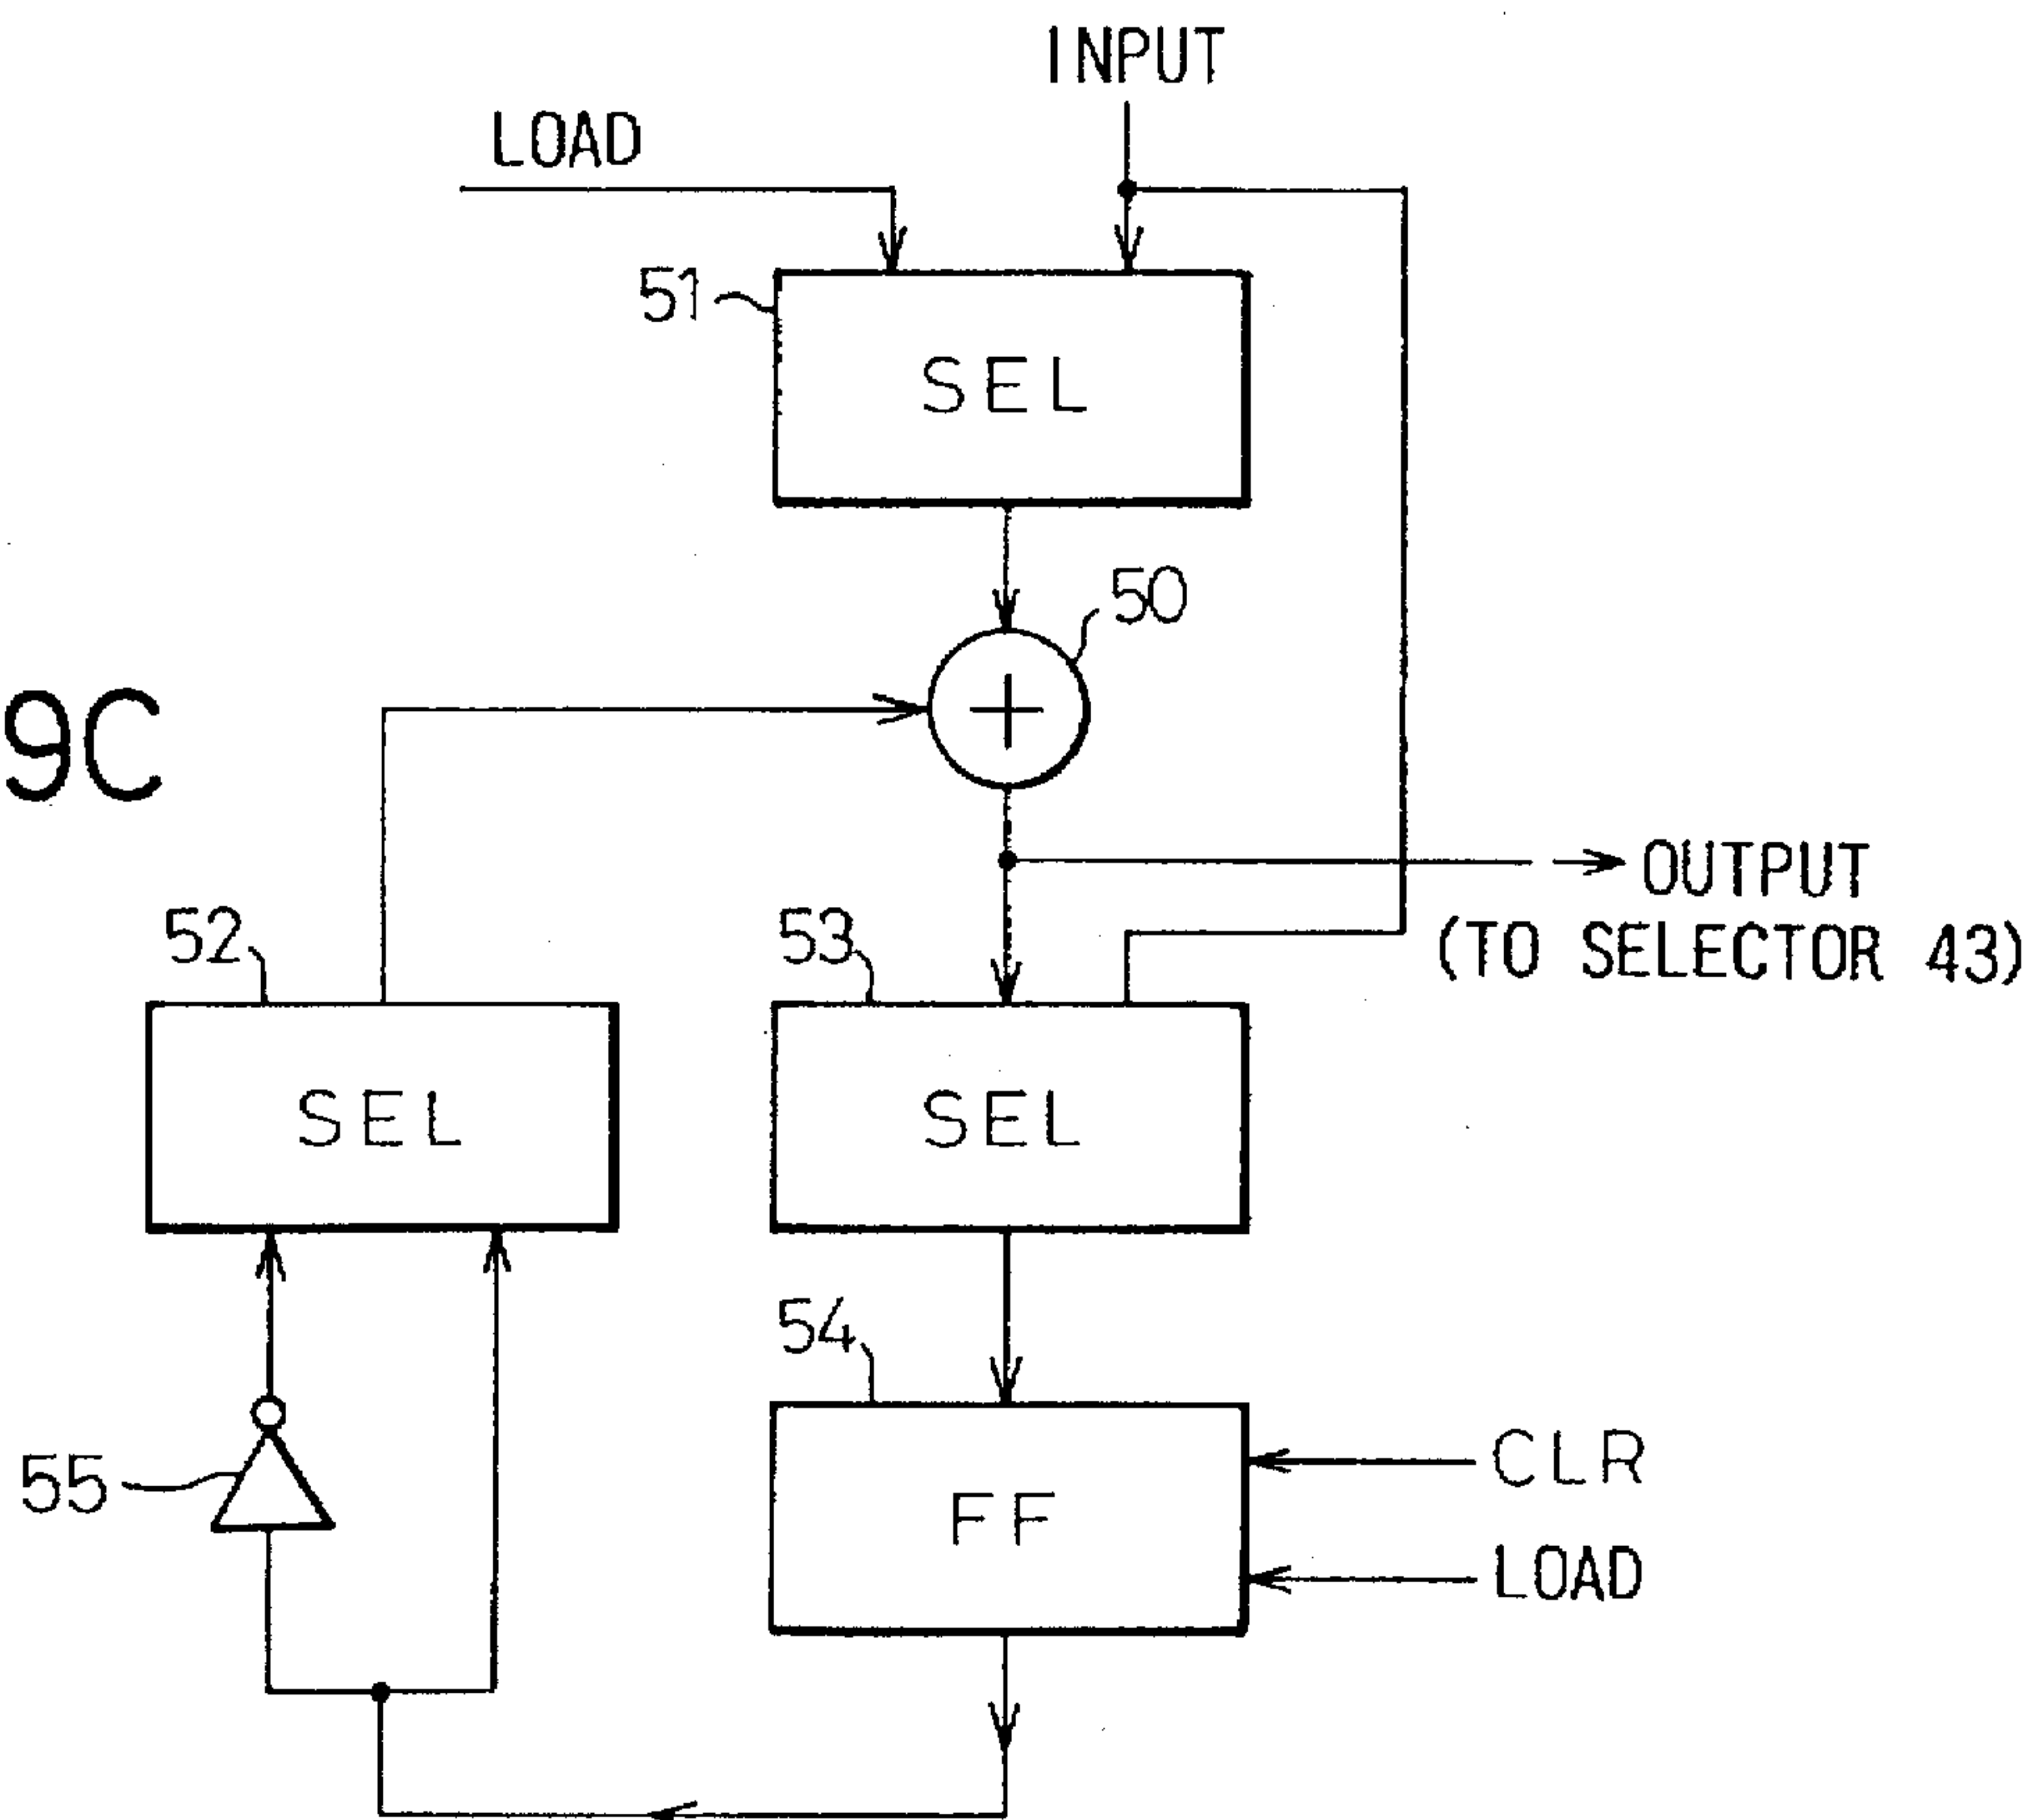 INPUT
LOAD
51
SEL
50
9C
OUTPUT
(TO SELECTOR 43)
52
53
SEL
SEL
54
55
FF
CLR
LOAD